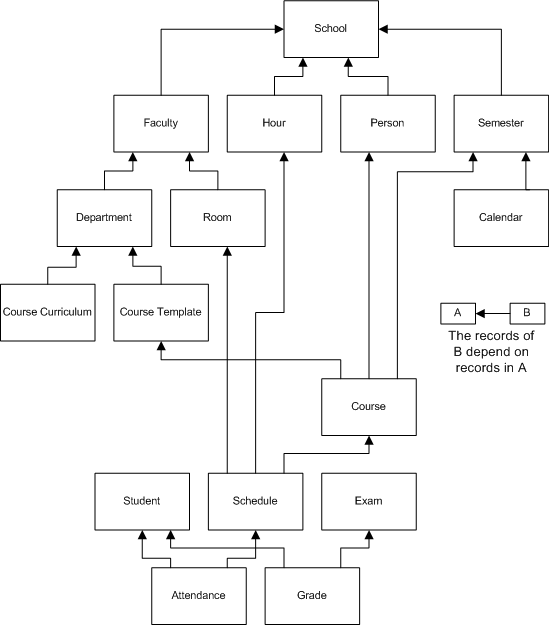 School
Faculty
Hour
Person
Semester
Department
Room
Calendar
Course Curriculum
Course Template
A
B
The records of
B depend on
records in A
Course
Student
Schedule
Exam
Attendance
Grade